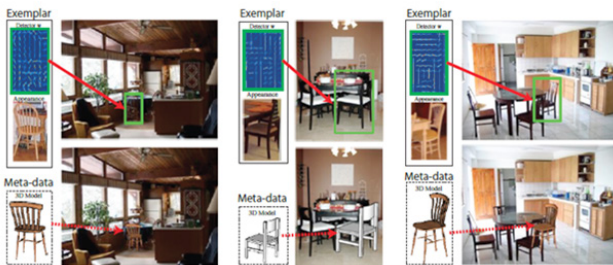 Exemplar
Detector w
Appearance
Meta-data
3D Model
Exemplar
Detector w
Appearance
Meta-data
3D Model
Exemplar
Detector w
Appearance
Meta-data
3D Model